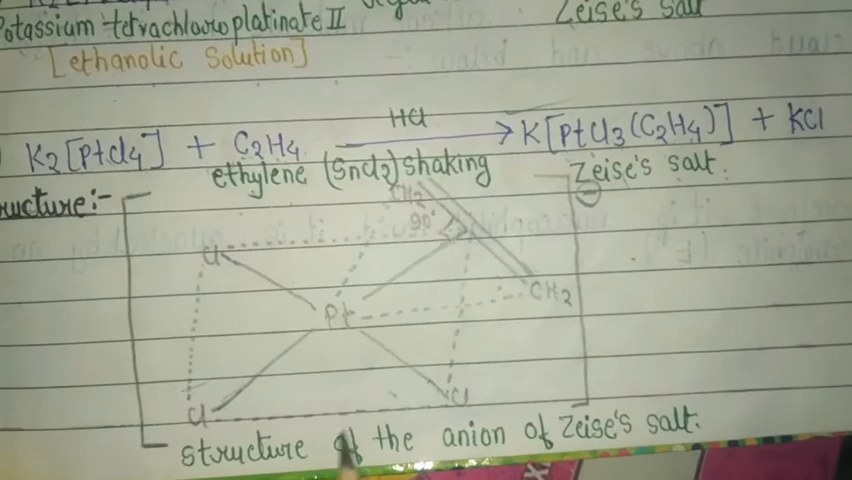 Potassium tetrachloroplatinate II Zeise's salt
[ethanolic Solution]
HCl
K2[PtCl4] + C2H4 → K[PtCl3(C2H4)] + KCl
ethylene (SnCl2) shaking Zeise's salt.
ructure:-
CH2
90°
Cl
CH2
Pt
Cl Cl
structure of the anion of Zeise's salt.